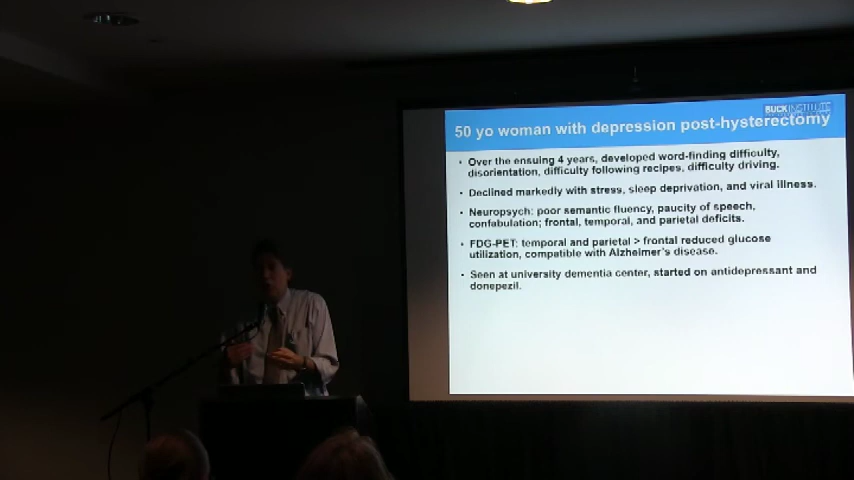 BUCK INSTITUTE
50 yo woman with depression post-hysterectomy
• Over the ensuing 4 years, developed word-finding difficulty,
disorientation, difficulty following recipes, difficulty driving.
• Declined markedly with stress, sleep deprivation, and viral illness.
• Neuropsych: poor semantic fluency, paucity of speech,
confabulation; frontal, temporal, and parietal deficits.
• FDG-PET: temporal and parietal > frontal reduced glucose
utilization, compatible with Alzheimer's disease.
• Seen at university dementia center, started on antidepressant and
donepezil.